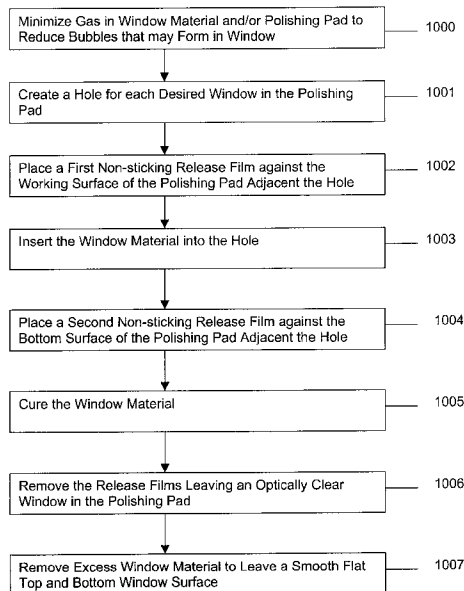 Minimize Gas in Window Material and/or Polishing Pad to
Reduce Bubbles that may Form in Window
1000
Create a Hole for each Desired Window in the Polishing
Pad
1001
Place a First Non-sticking Release Film against the
Working Surface of the Polishing Pad Adjacent the Hole
1002
Insert the Window Material into the Hole
1003
Place a Second Non-sticking Release Film against the
Bottom Surface of the Polishing Pad Adjacent the Hole
1004
Cure the Window Material
1005
Remove the Release Films Leaving an Optically Clear
Window in the Polishing Pad
1006
Remove Excess Window Material to Leave a Smooth Flat
Top and Bottom Window Surface
1007